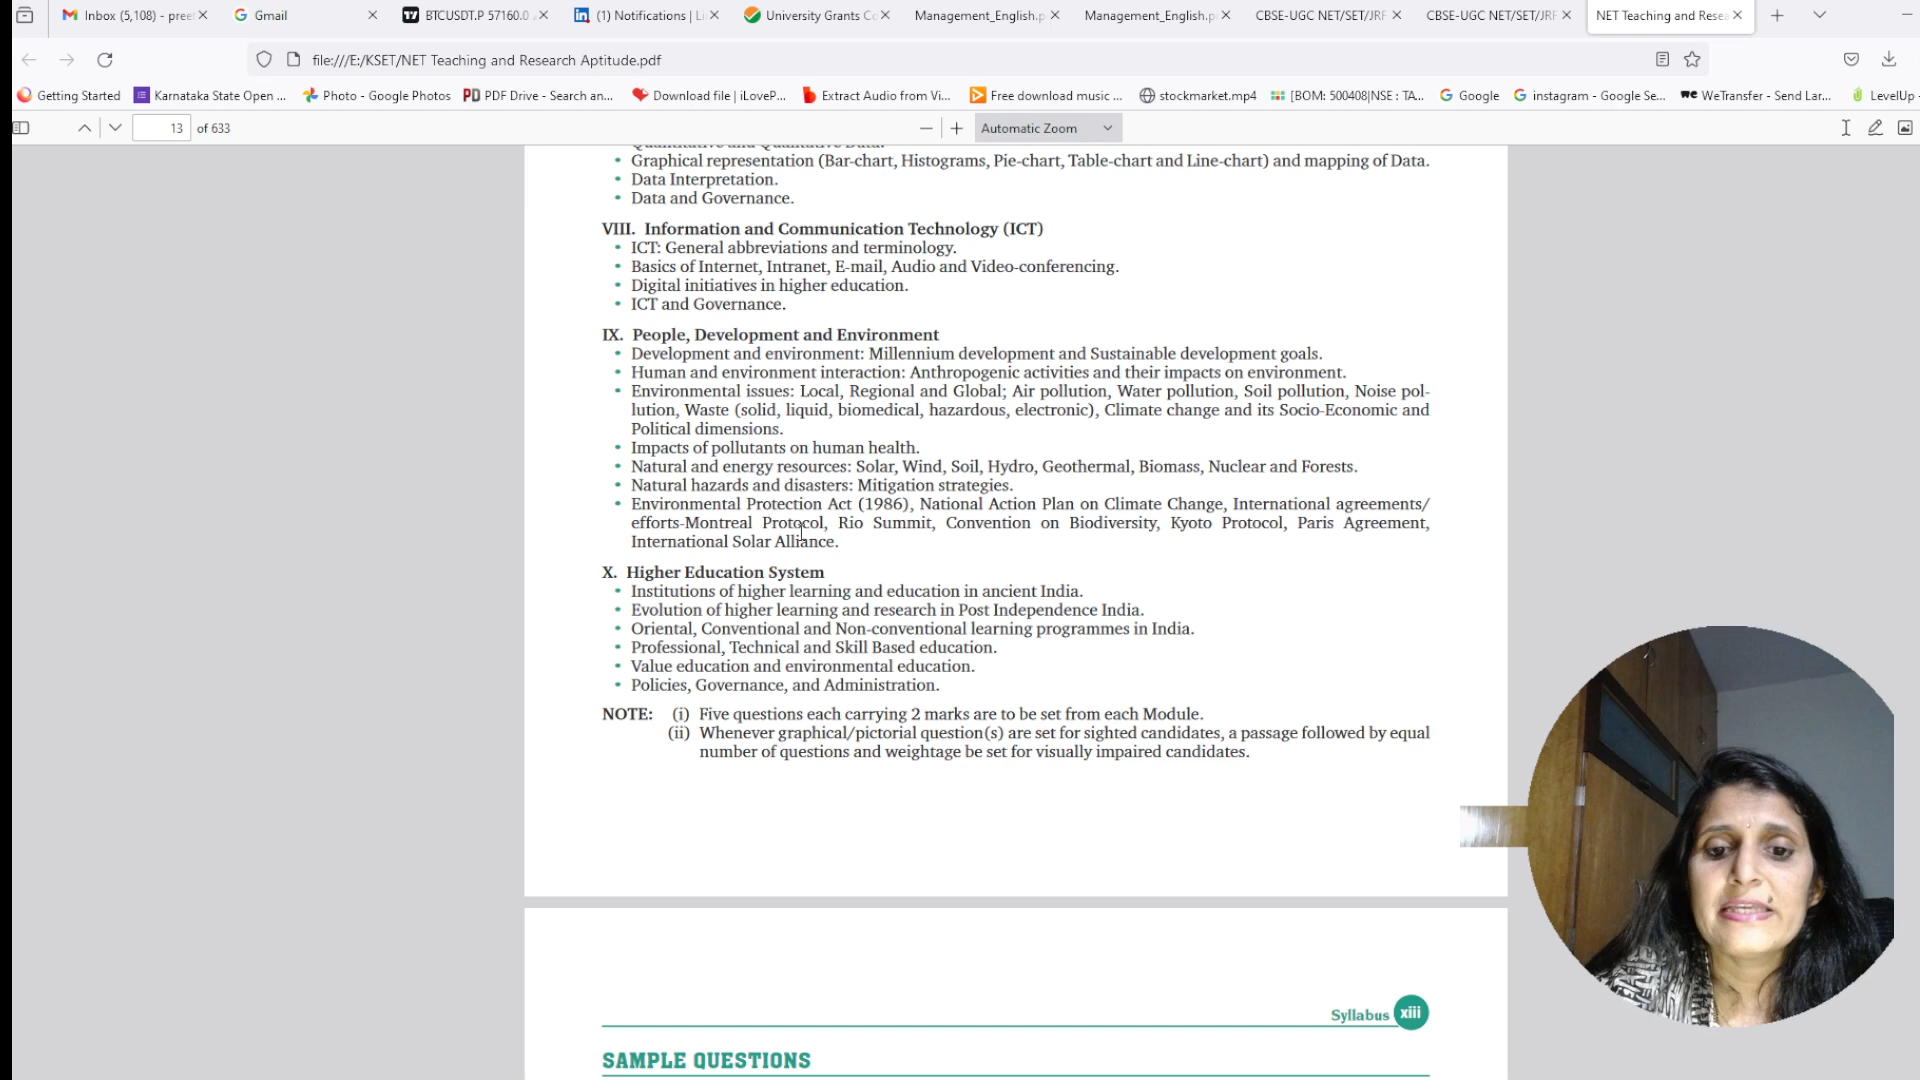 Inbox (5,108) - pree
Gmail
BTCUSDT.P 57160.0
(1) Notifications | Li
University Grants Co
Management_English.p
Management_English.p
CBSE-UGC NET/SET/JRF
CBSE-UGC NET/SET/JRF
NET Teaching and Resea
file:///E:/KSET/NET Teaching and Research Aptitude.pdf
Getting Started
Karnataka State Open ...
Photo - Google Photos
PDF Drive - Search an...
Download file | iLoveP...
Extract Audio from Vi...
Free download music ...
stockmarket.mp4
[BOM: 500408|NSE : TA...
Google
instagram - Google Se...
WeTransfer - Send Lar...
LevelUp
13 of 633
Automatic Zoom
Quantitative and Qualitative Data.
• Graphical representation (Bar-chart, Histograms, Pie-chart, Table-chart and Line-chart) and mapping of Data.
• Data Interpretation.
• Data and Governance.
VIII. Information and Communication Technology (ICT)
• ICT: General abbreviations and terminology.
• Basics of Internet, Intranet, E-mail, Audio and Video-conferencing.
• Digital initiatives in higher education.
• ICT and Governance.
IX. People, Development and Environment
• Development and environment: Millennium development and Sustainable development goals.
• Human and environment interaction: Anthropogenic activities and their impacts on environment.
• Environmental issues: Local, Regional and Global; Air pollution, Water pollution, Soil pollution, Noise pol-
lution, Waste (solid, liquid, biomedical, hazardous, electronic), Climate change and its Socio-Economic and
Political dimensions.
• Impacts of pollutants on human health.
• Natural and energy resources: Solar, Wind, Soil, Hydro, Geothermal, Biomass, Nuclear and Forests.
• Natural hazards and disasters: Mitigation strategies.
• Environmental Protection Act (1986), National Action Plan on Climate Change, International agreements/
efforts-Montreal Protocol, Rio Summit, Convention on Biodiversity, Kyoto Protocol, Paris Agreement,
International Solar Alliance.
X. Higher Education System
• Institutions of higher learning and education in ancient India.
• Evolution of higher learning and research in Post Independence India.
• Oriental, Conventional and Non-conventional learning programmes in India.
• Professional, Technical and Skill Based education.
• Value education and environmental education.
• Policies, Governance, and Administration.
NOTE: (i) Five questions each carrying 2 marks are to be set from each Module.
(ii) Whenever graphical/pictorial question(s) are set for sighted candidates, a passage followed by equal
number of questions and weightage be set for visually impaired candidates.
Syllabus xiii
SAMPLE QUESTIONS